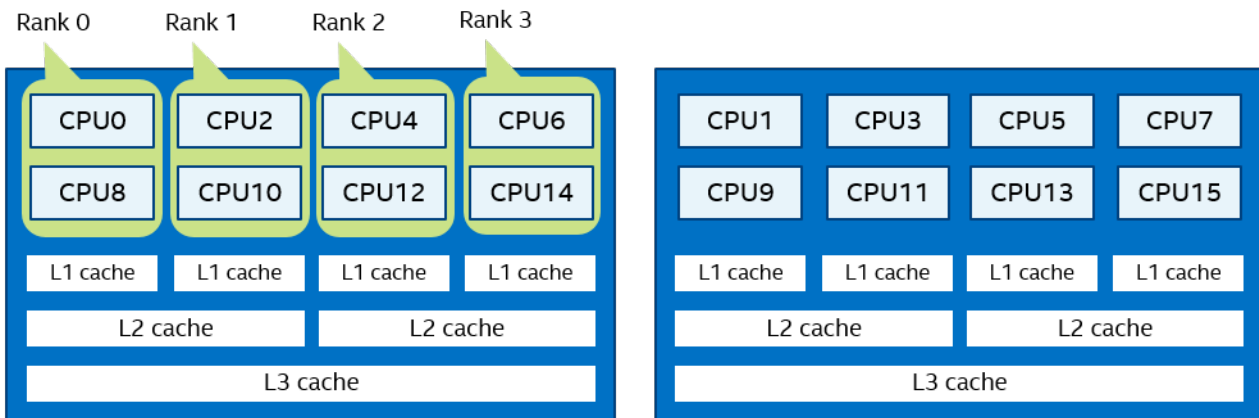 Rank 0 Rank 1 Rank 2 Rank 3
CPU0 CPU2 CPU4 CPU6
CPU8 CPU10 CPU12 CPU14
L1 cache L1 cache L1 cache L1 cache
L2 cache L2 cache
L3 cache
CPU1 CPU3 CPU5 CPU7
CPU9 CPU11 CPU13 CPU15
L1 cache L1 cache L1 cache L1 cache
L2 cache L2 cache
L3 cache